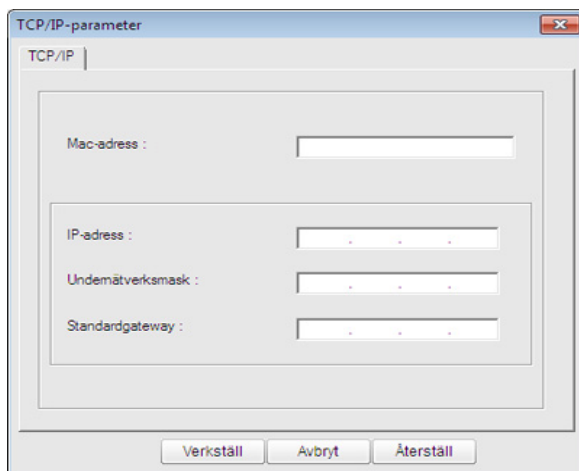 TCP/IP-parameter
TCP/IP
Mac-adress :
IP-adress :
Undernätverksmask :
Standardgateway :
Verkställ Avbryt Återställ